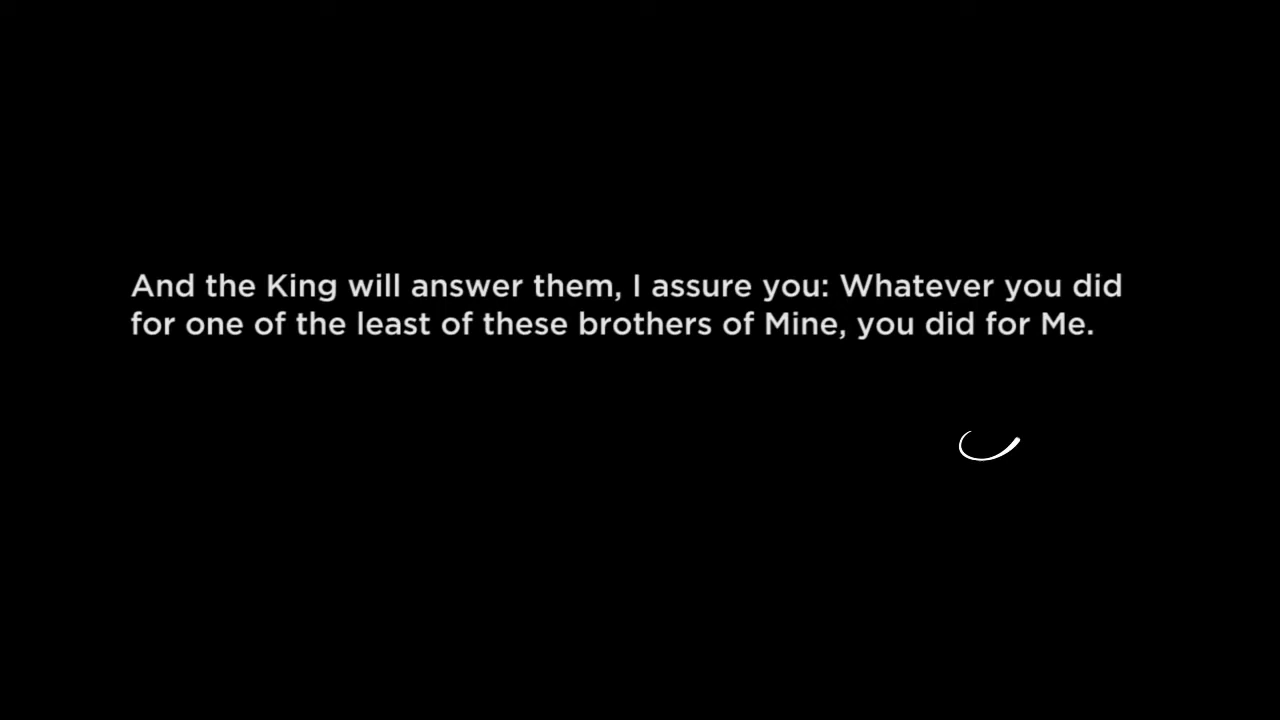 And the King will answer them, I assure you: Whatever you did
for one of the least of these brothers of Mine, you did for Me.